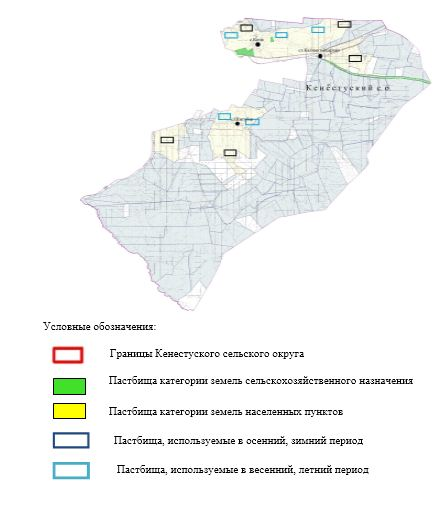 Кенестуский с.о.
Условные обозначения:
Границы Кенестуского сельского округа
Пастбища категории земель сельскохозяйственного назначения
Пастбища категории земель населенных пунктов
Пастбища, используемые в осенний, зимний период
Пастбища, используемые в весенний, летний период